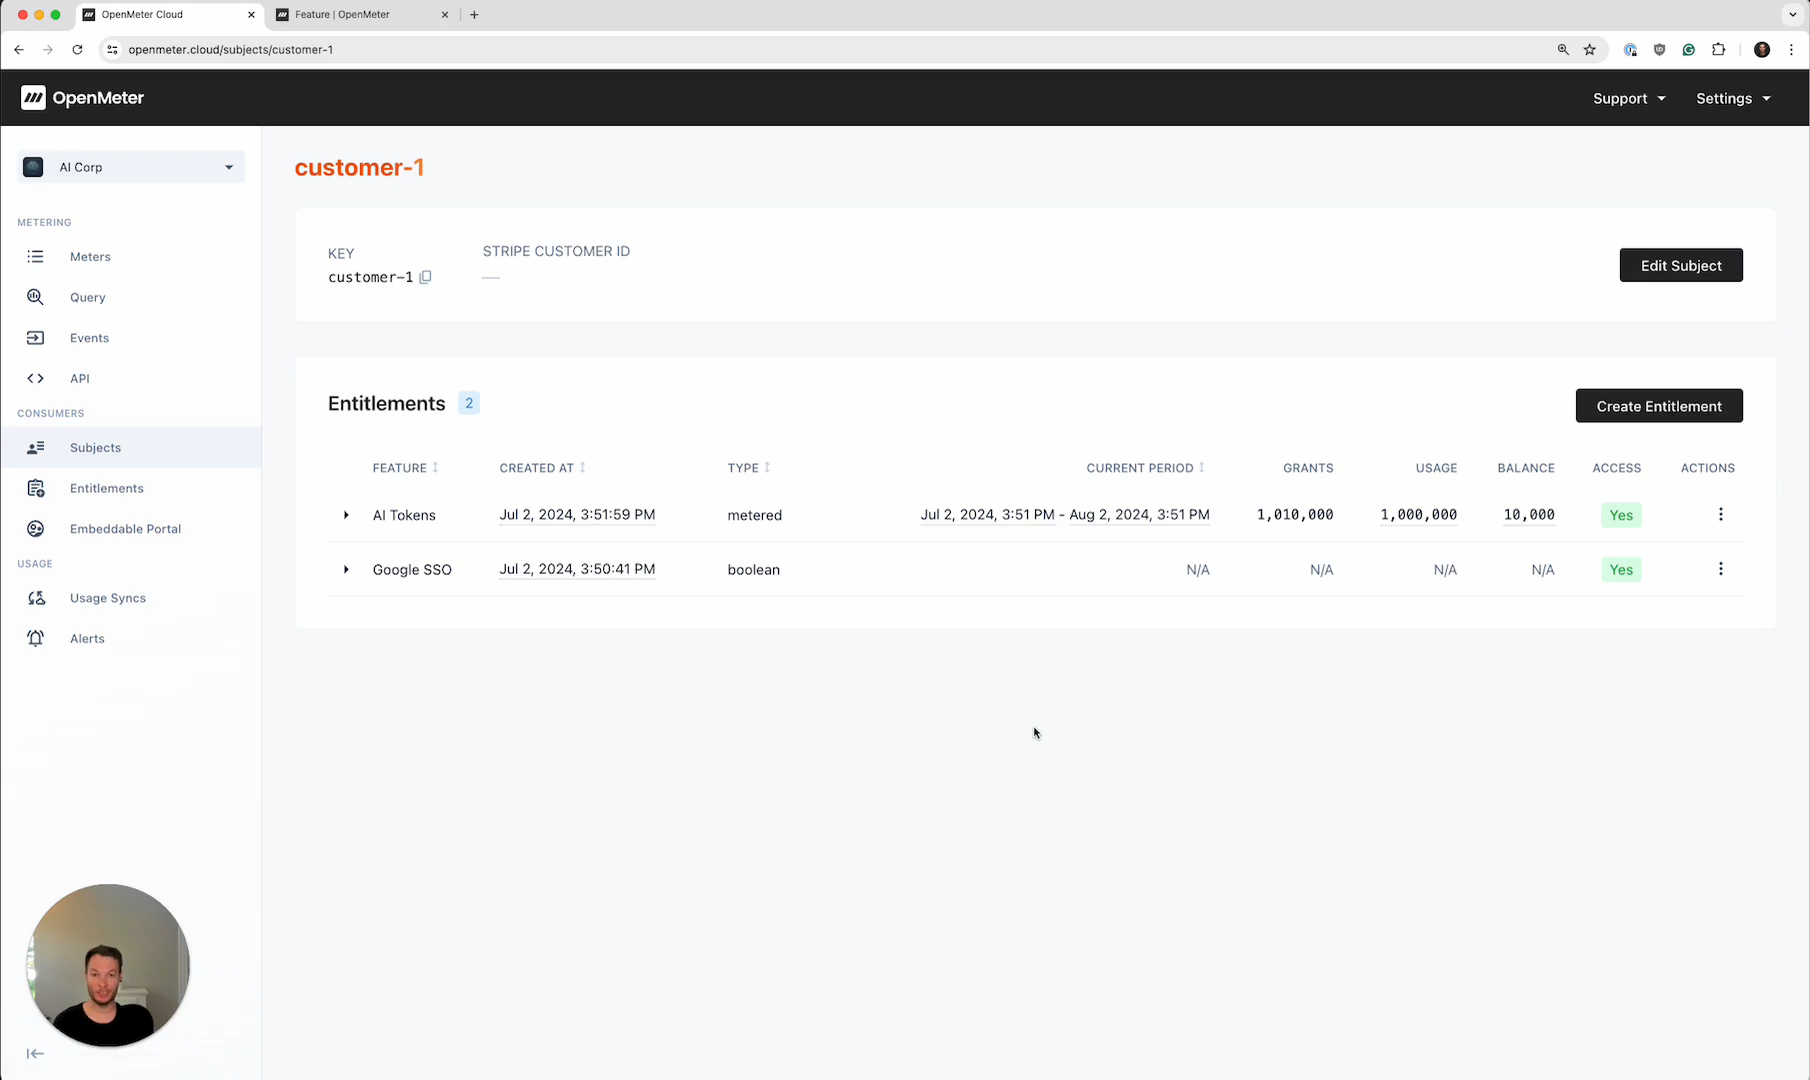 OpenMeter Cloud
Feature | OpenMeter
openmeter.cloud/subjects/customer-1
OpenMeter
Support
Settings
AI Corp
METERING
Meters
Query
Events
API
CONSUMERS
Subjects
Entitlements
Embeddable Portal
USAGE
Usage Syncs
Alerts
customer-1
KEY
customer-1
STRIPE CUSTOMER ID
—
Edit Subject
Entitlements 2
Create Entitlement
FEATURE CREATED AT TYPE CURRENT PERIOD GRANTS USAGE BALANCE ACCESS ACTIONS
AI Tokens Jul 2, 2024, 3:51:59 PM metered Jul 2, 2024, 3:51 PM - Aug 2, 2024, 3:51 PM 1,010,000 1,000,000 10,000 Yes
Google SSO Jul 2, 2024, 3:50:41 PM boolean N/A N/A N/A N/A Yes